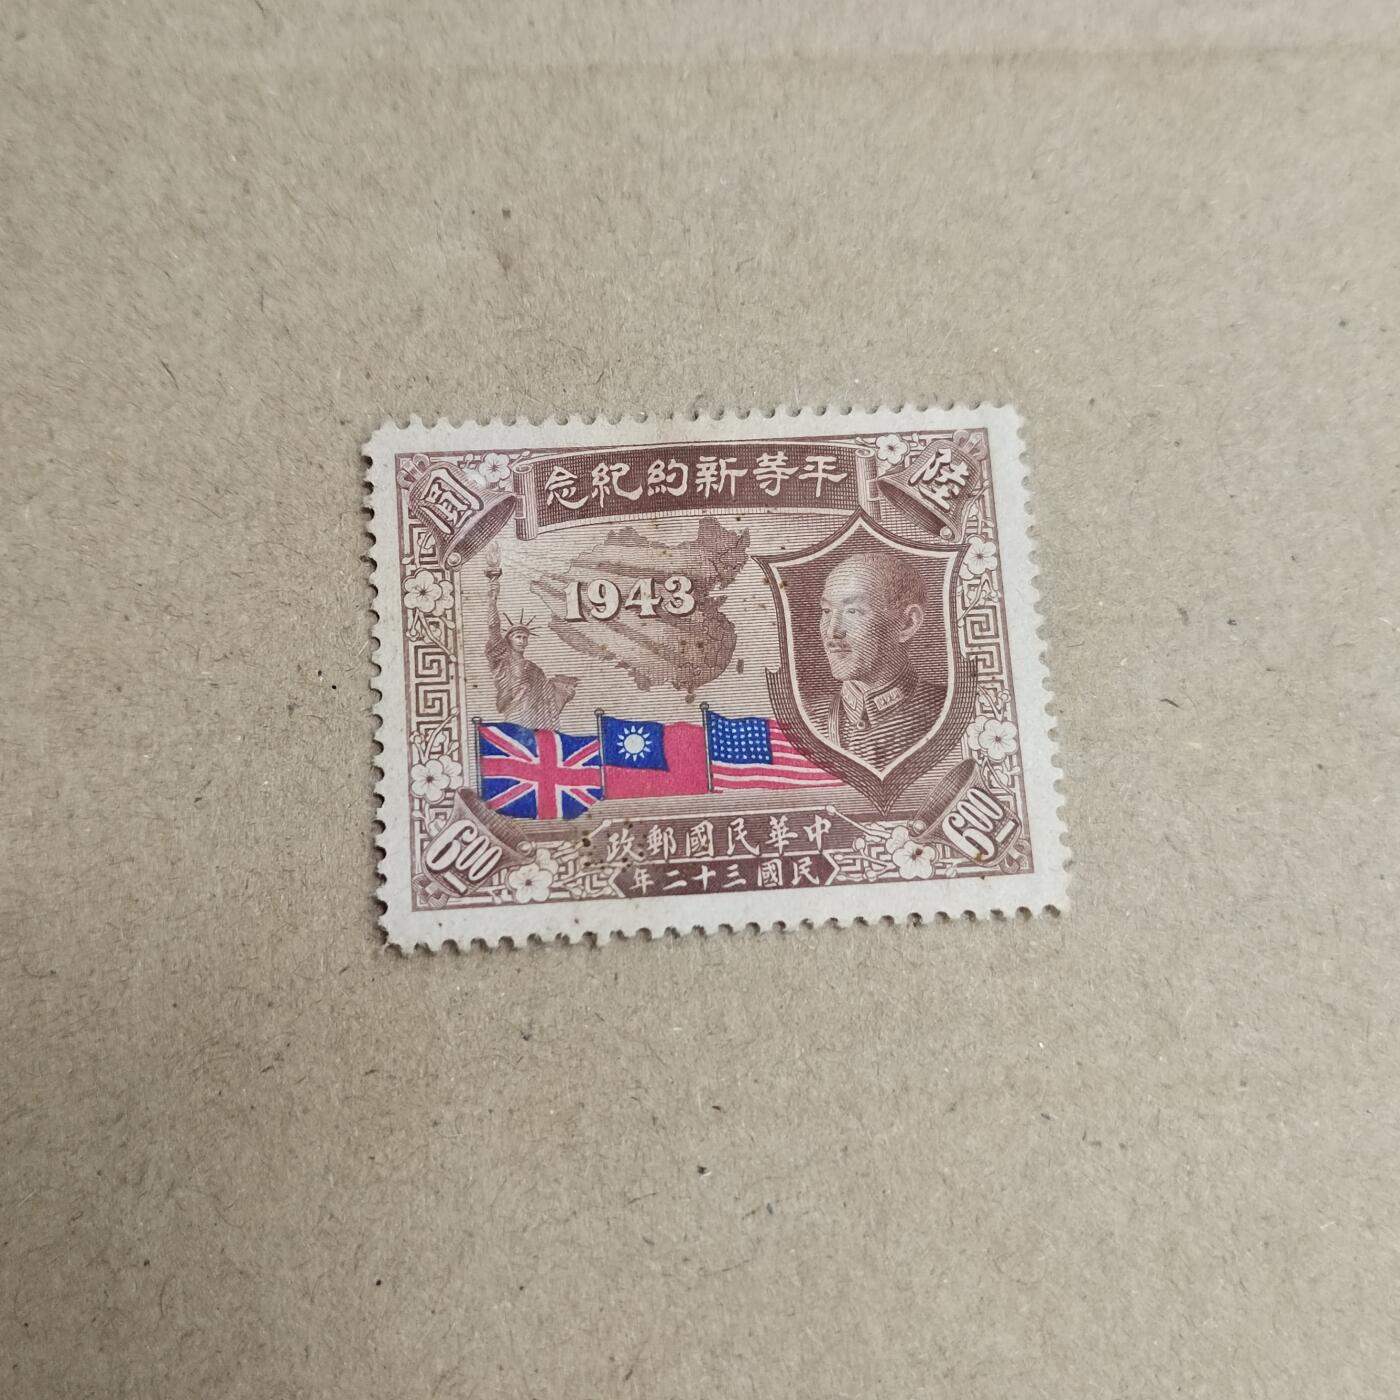 平等新約紀念
陸
圓
1943
6.00
6.00
中華民國郵政
民國三十二年